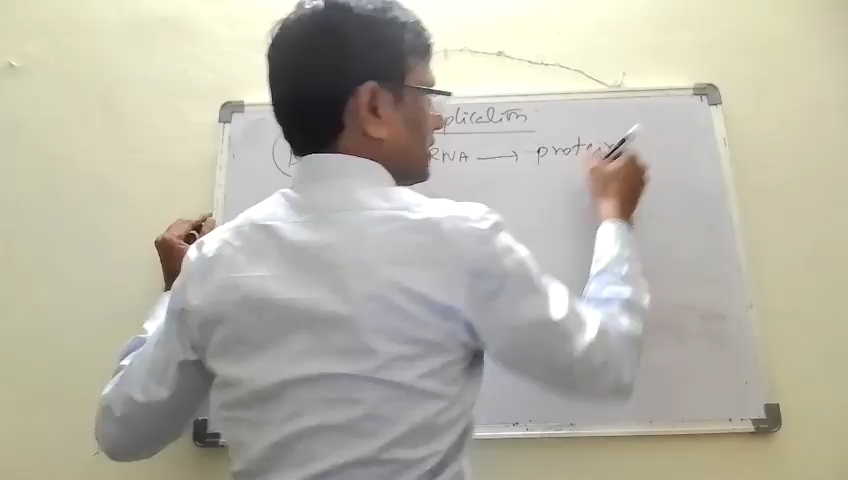 plication
RNA → protein